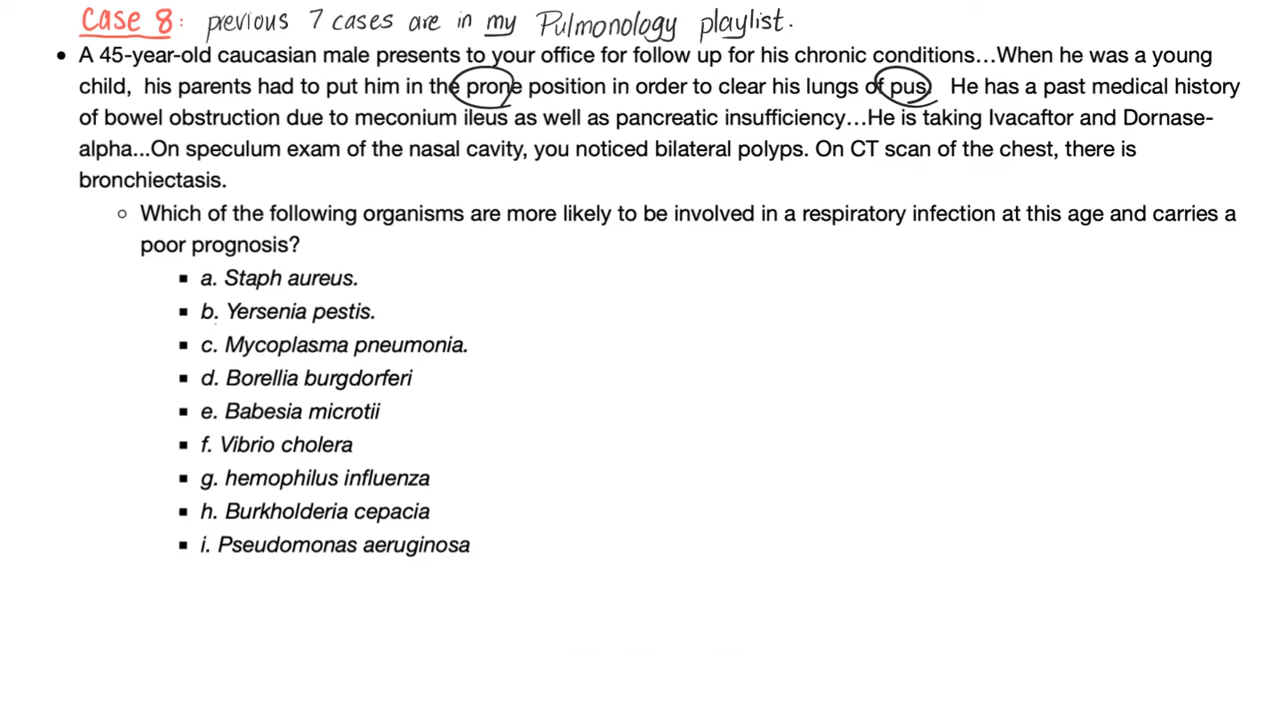 Case 8: previous 7 cases are in my Pulmonology playlist.
• A 45-year-old caucasian male presents to your office for follow up for his chronic conditions...When he was a young
child, his parents had to put him in the prone position in order to clear his lungs of pus. He has a past medical history
of bowel obstruction due to meconium ileus as well as pancreatic insufficiency...He is taking Ivacaftor and Dornase-
alpha...On speculum exam of the nasal cavity, you noticed bilateral polyps. On CT scan of the chest, there is
bronchiectasis.
◦ Which of the following organisms are more likely to be involved in a respiratory infection at this age and carries a
poor prognosis?
▪ a. Staph aureus.
▪ b. Yersenia pestis.
▪ c. Mycoplasma pneumonia.
▪ d. Borellia burgdorferi
▪ e. Babesia microtii
▪ f. Vibrio cholera
▪ g. hemophilus influenza
▪ h. Burkholderia cepacia
▪ i. Pseudomonas aeruginosa